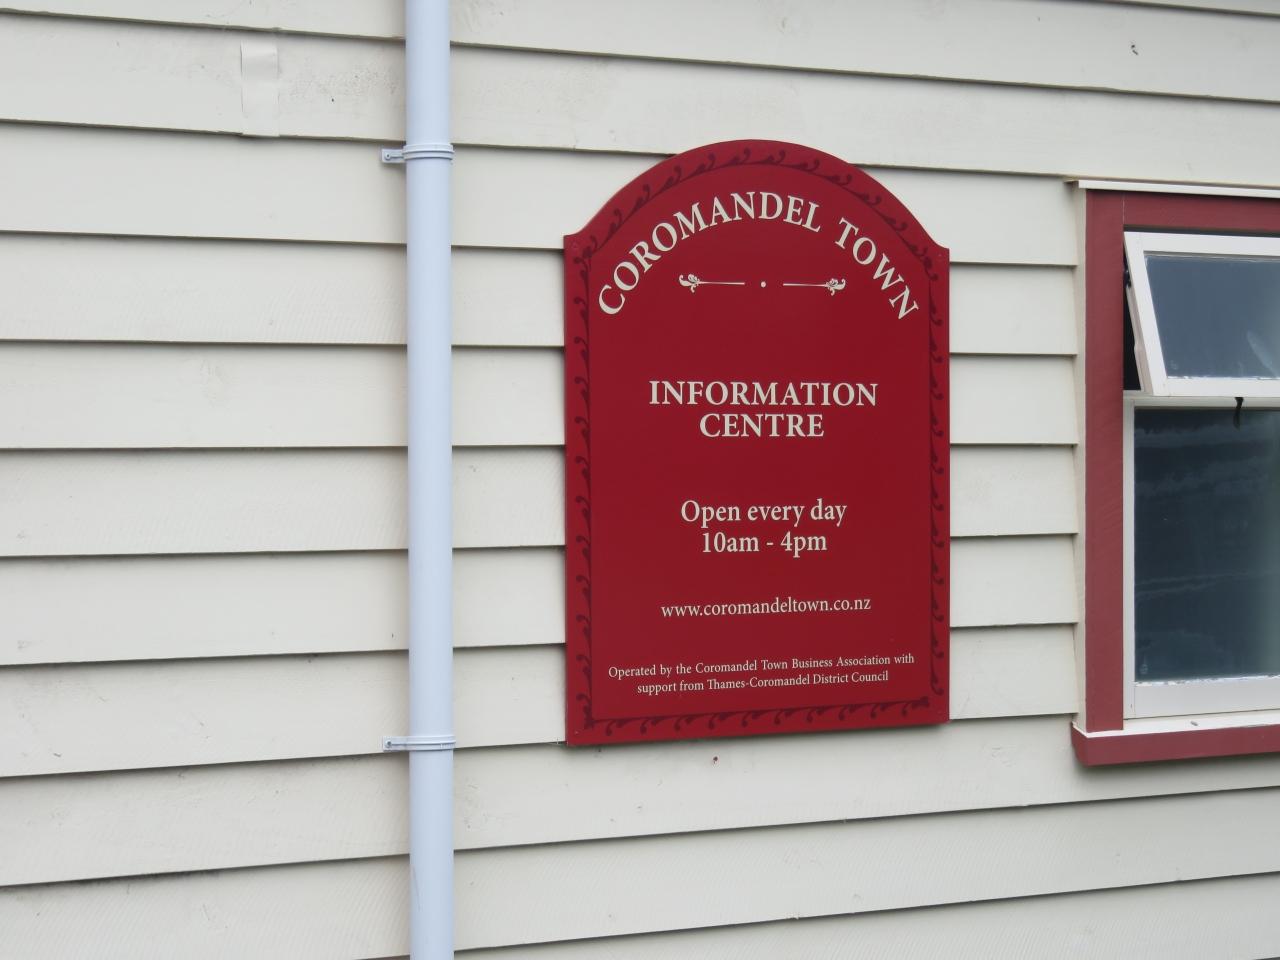 COROMANDEL TOWN
INFORMATION
CENTRE
Open every day
10am - 4pm
www.coromandeltown.co.nz
Operated by the Coromandel Town Business Association with
support from Thames-Coromandel District Council